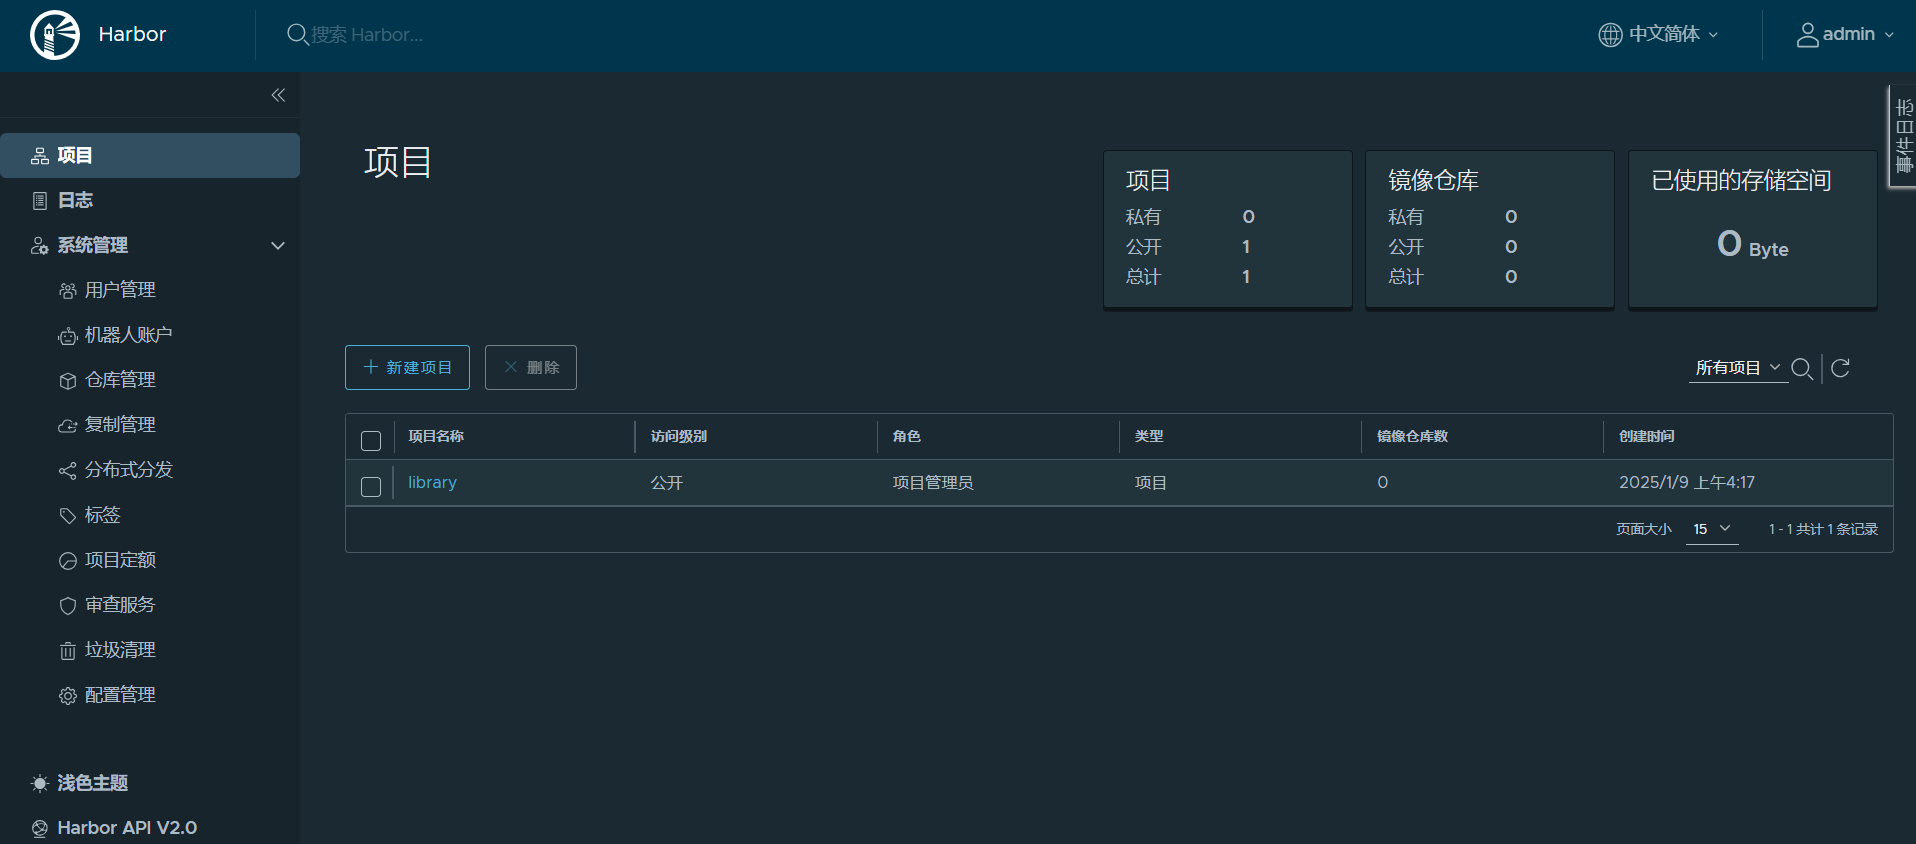 Harbor
搜索 Harbor...
中文简体
admin
事件日志
项目
日志
系统管理
用户管理
机器人账户
仓库管理
复制管理
分布式分发
标签
项目定额
审查服务
垃圾清理
配置管理
浅色主题
Harbor API V2.0
项目
项目
私有 0
公开 1
总计 1
镜像仓库
私有 0
公开 0
总计 0
已使用的存储空间
0 Byte
新建项目
删除
所有项目
项目名称 访问级别 角色 类型 镜像仓库数 创建时间
library 公开 项目管理员 项目 0 2025/1/9 上午4:17
页面大小 15 1 - 1 共计 1 条记录